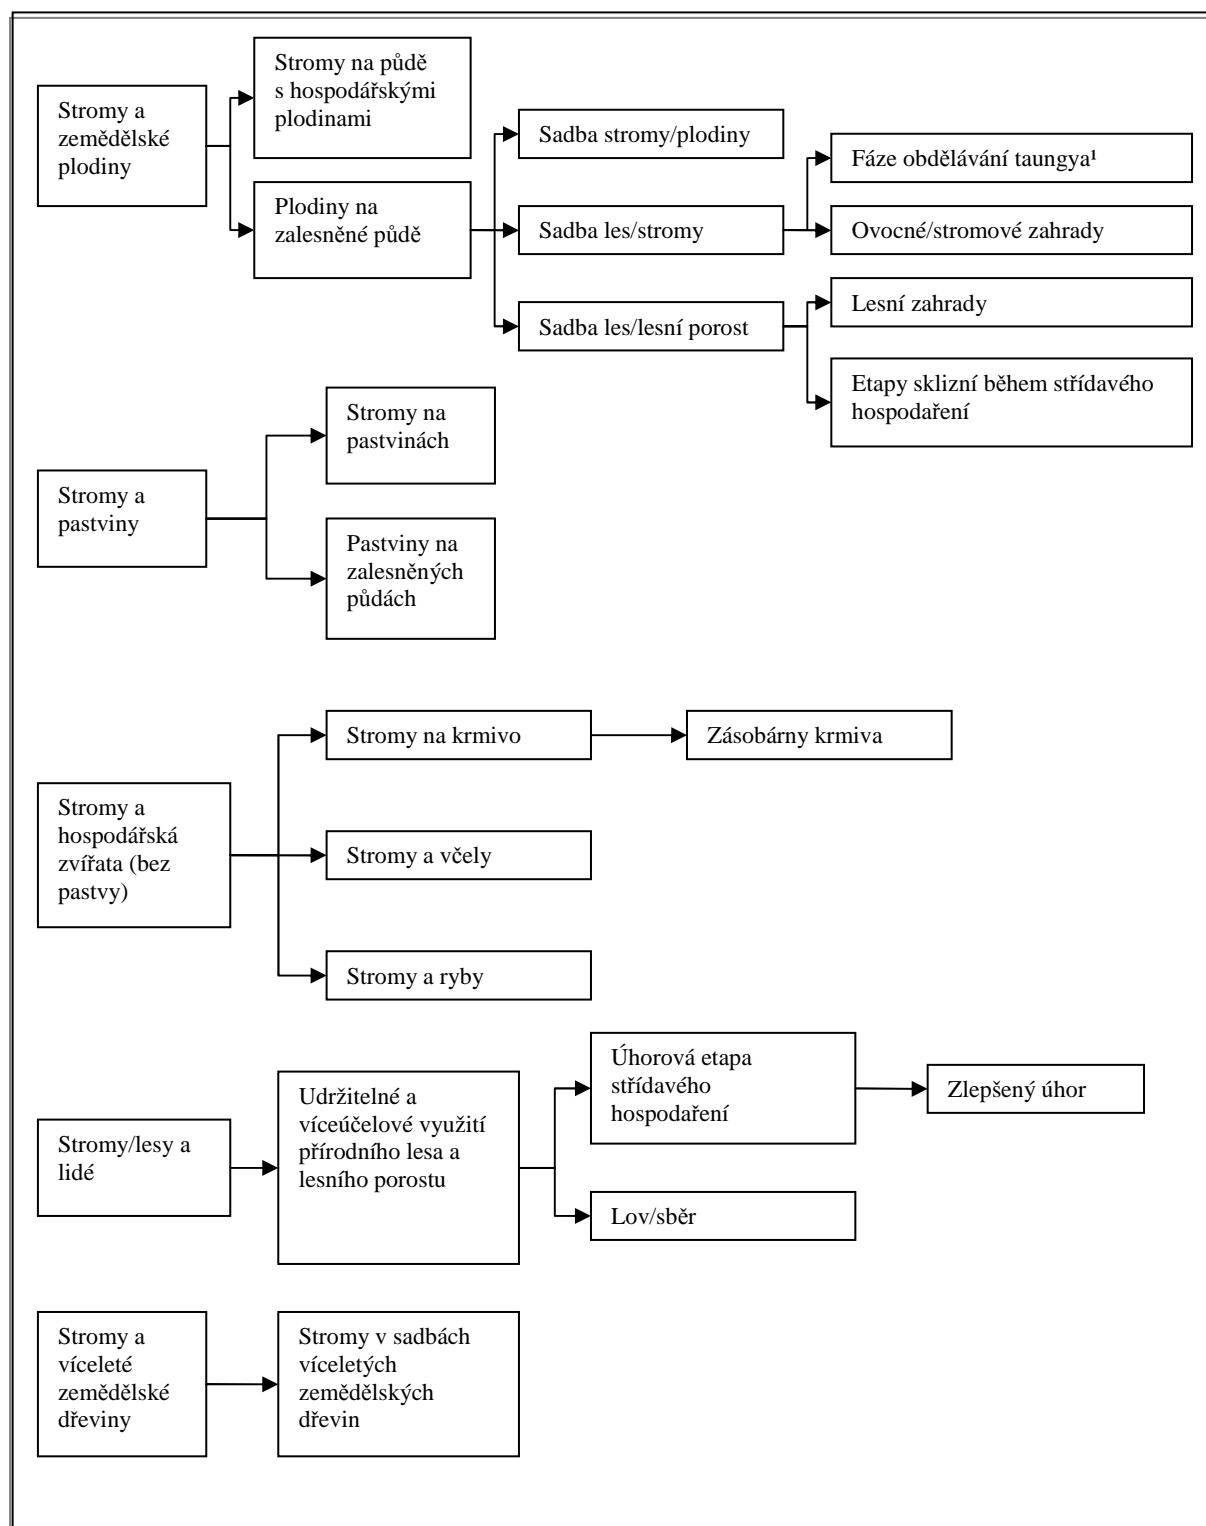 Stromy a
zemědělské
plodiny
Stromy na půdě
s hospodářskými
plodinami
Plodiny na
zalesněné půdě
Sadba stromy/plodiny
Sadba les/stromy
Sadba les/lesní porost
Fáze obdělávání taungya¹
Ovocné/stromové zahrady
Lesní zahrady
Etapy sklizní během střídavého
hospodaření
Stromy a
pastviny
Stromy na
pastvinách
Pastviny na
zalesněných
půdách
Stromy a
hospodářská
zvířata (bez
pastvy)
Stromy na krmivo
Zásobárny krmiva
Stromy a včely
Stromy a ryby
Stromy/lesy a
lidé
Udržitelné a
víceúčelové využití
přírodního lesa a
lesního porostu
Úhorová etapa
střídavého
hospodaření
Zlepšený úhor
Lov/sběr
Stromy a
víceleté
zemědělské
dřeviny
Stromy v sadbách
víceletých
zemědělských
dřevin